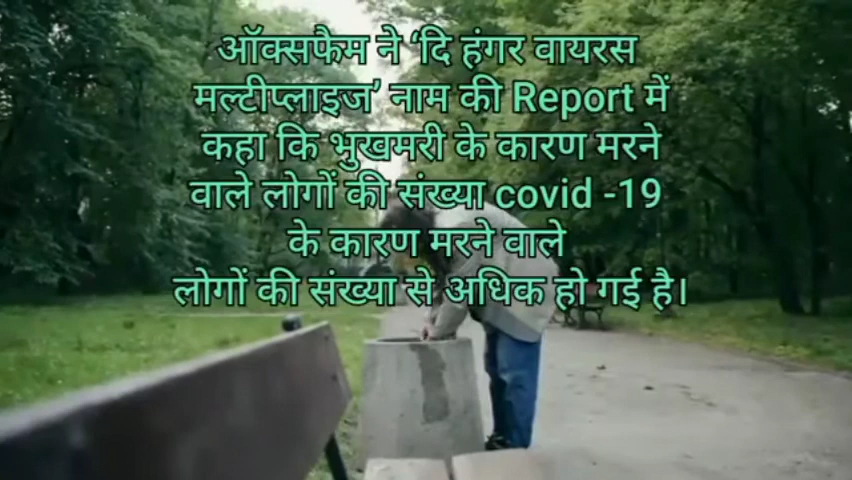 ऑक्सफैम ने ‘दि हंगर वायरस
मल्टीप्लाइज’ नाम की Report में
कहा कि भुखमरी के कारण मरने
वाले लोगों की संख्या covid -19
के कारण मरने वाले
लोगों की संख्या से अधिक हो गई है।